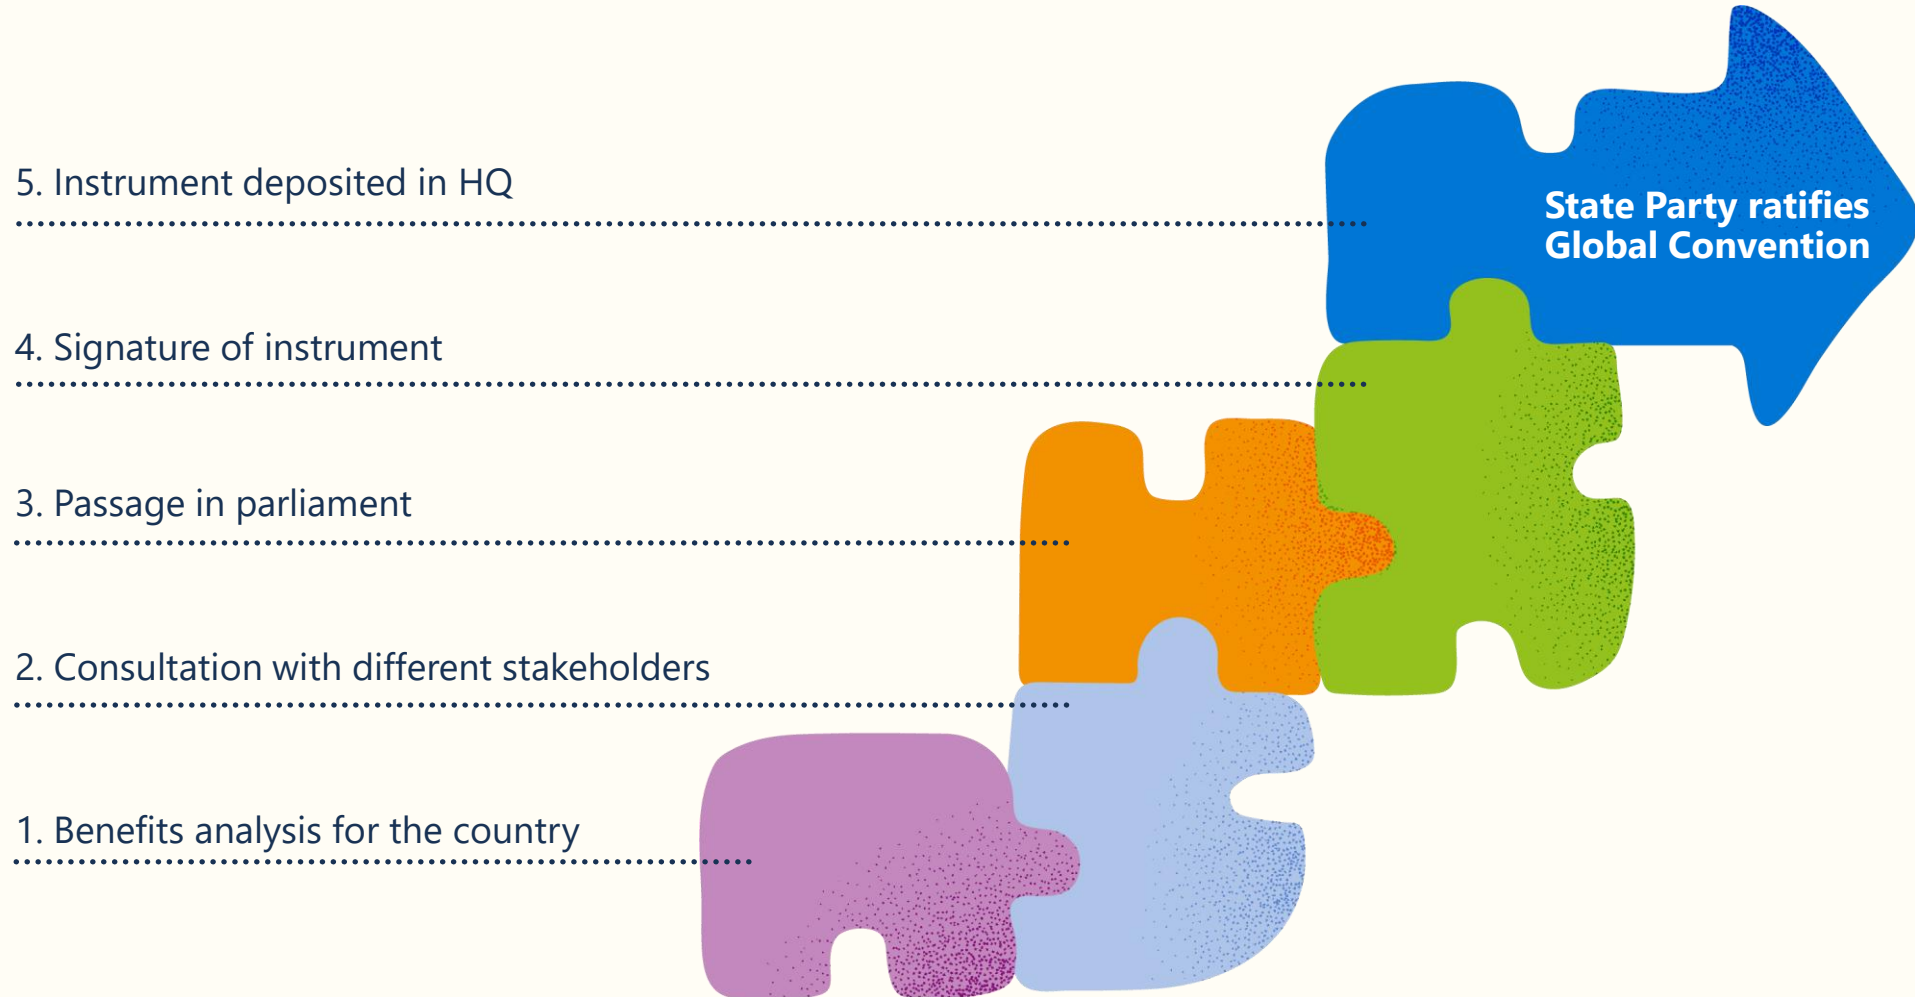 5. Instrument deposited in HQ
State Party ratifies
Global Convention
4. Signature of instrument
3. Passage in parliament
2. Consultation with different stakeholders
1. Benefits analysis for the country